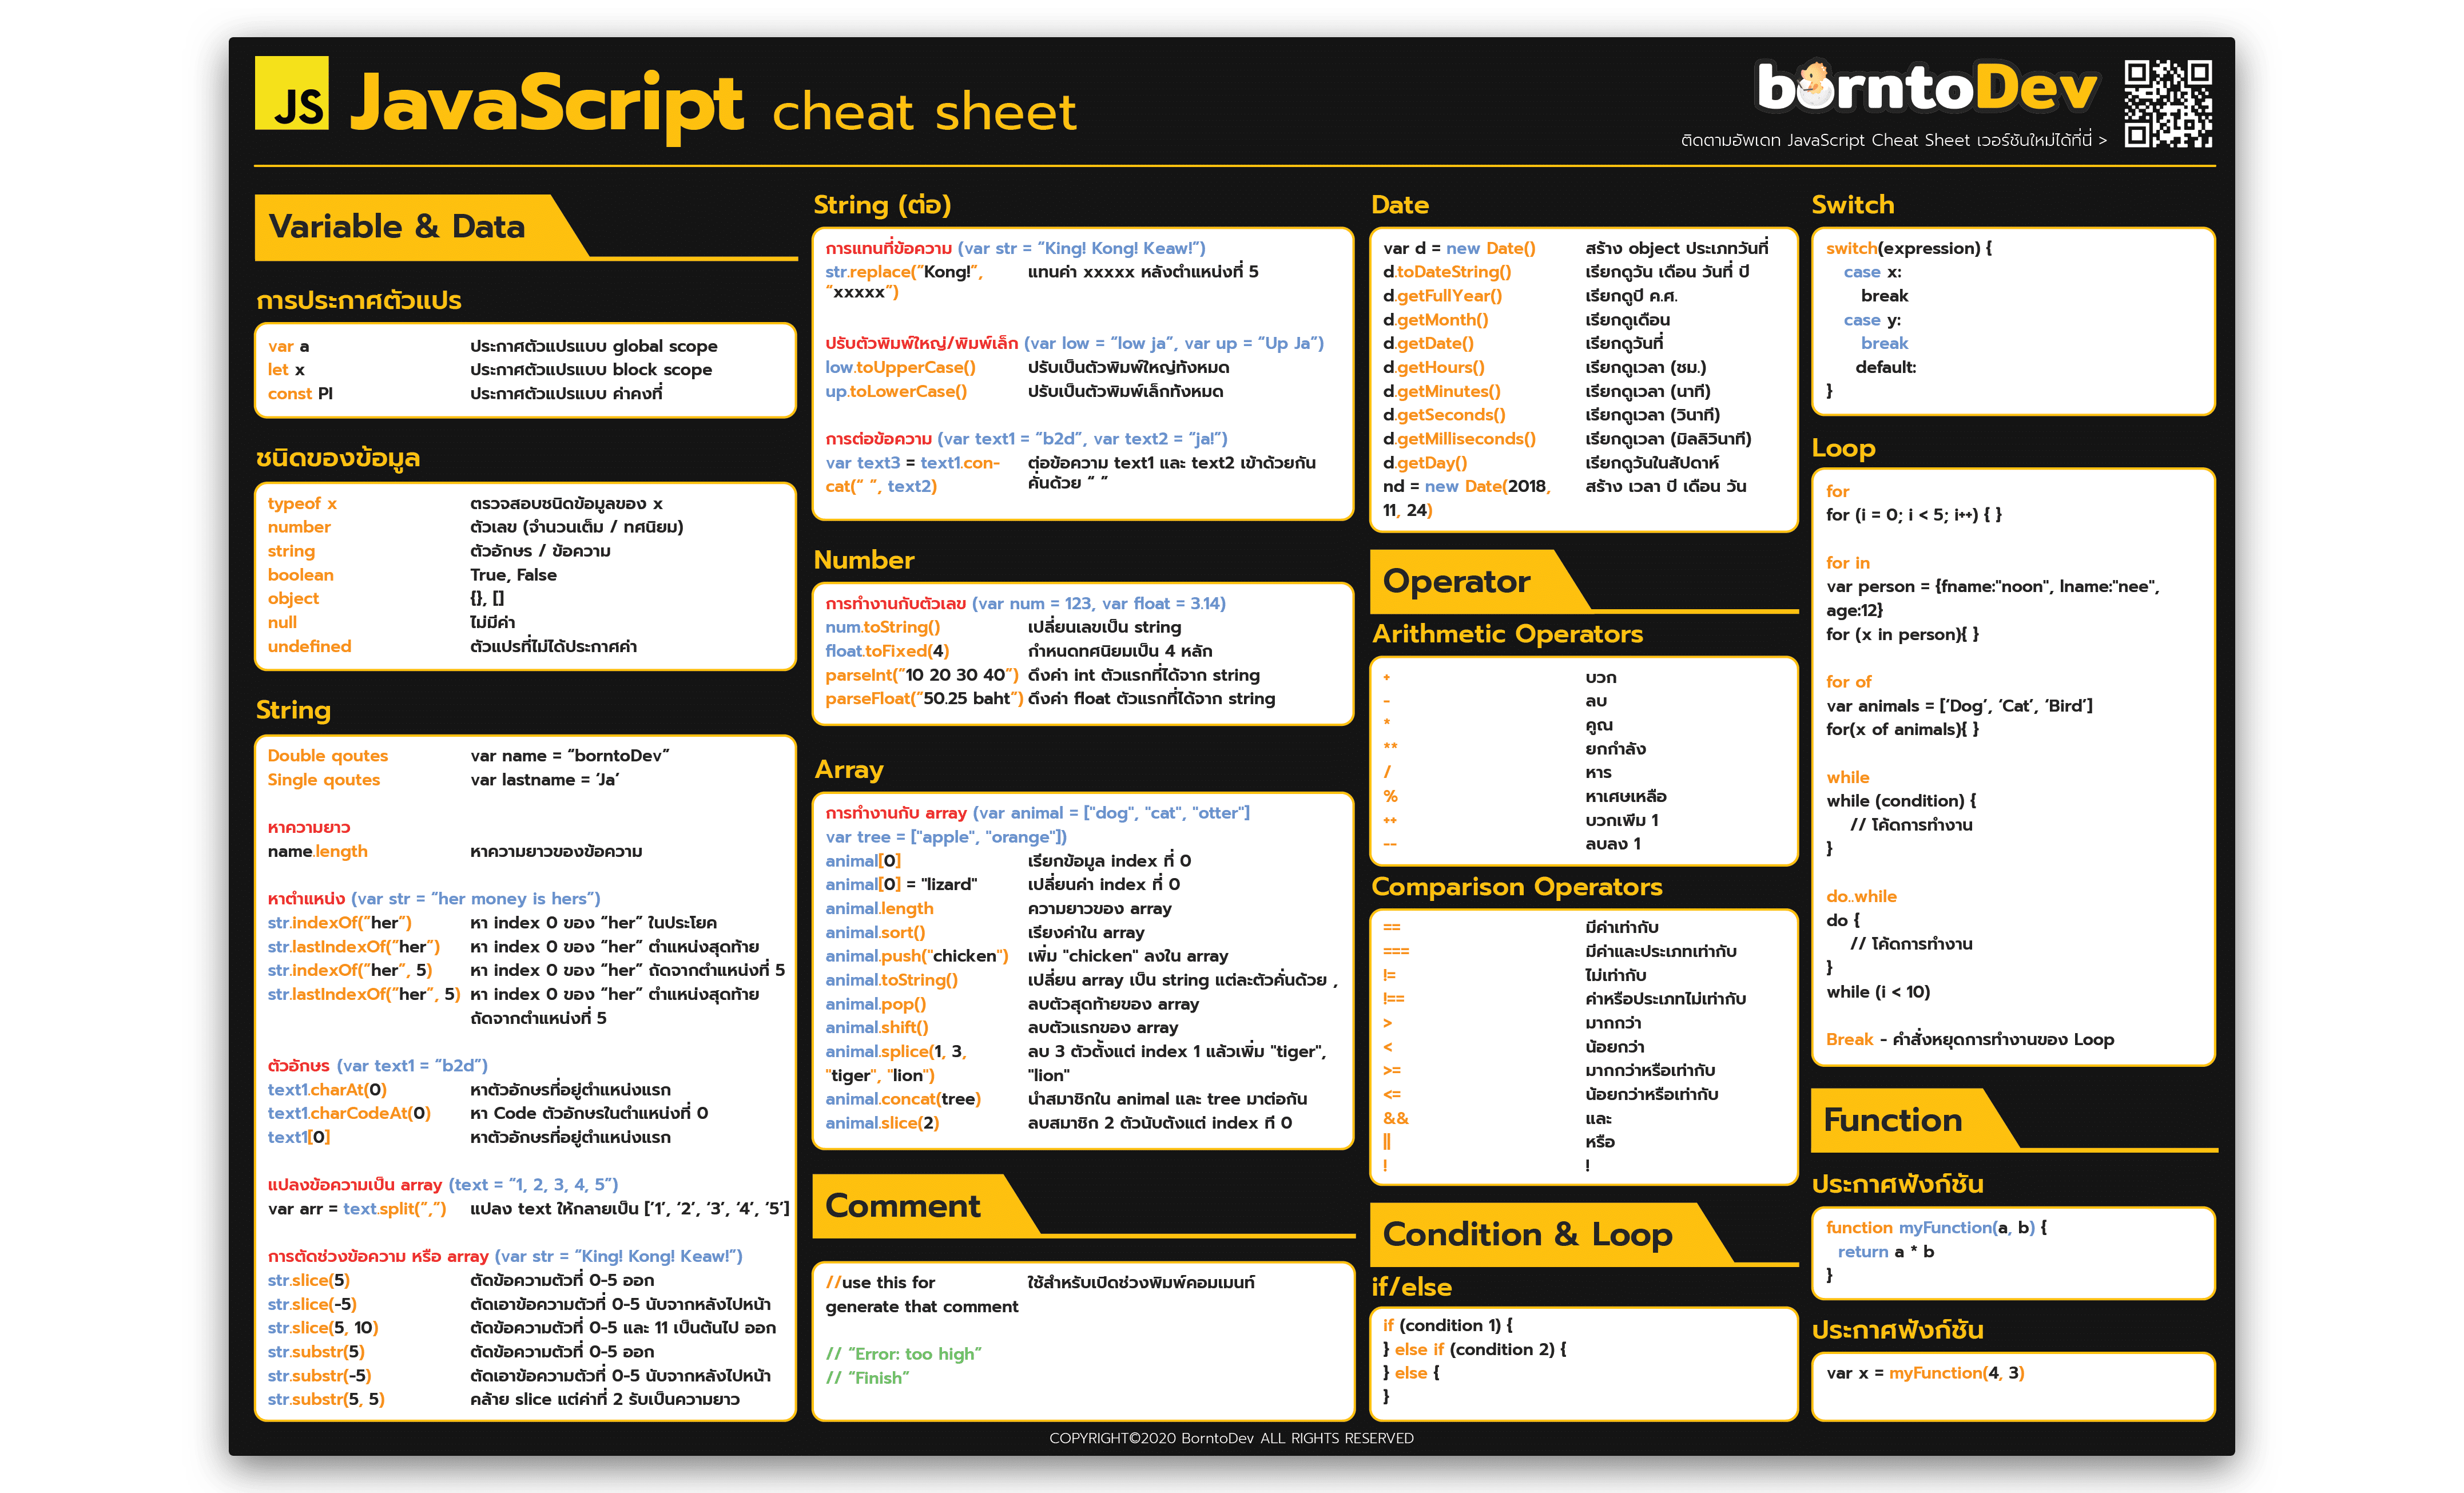 JS JavaScript cheat sheet
borntoDev
ติดตามอัพเดท JavaScript Cheat Sheet เวอร์ชันใหม่ได้ที่นี่ >
Variable & Data
การประกาศตัวแปร
var a ประกาศตัวแปรแบบ global scope
let x ประกาศตัวแปรแบบ block scope
const PI ประกาศตัวแปรแบบ ค่าคงที่
ชนิดของข้อมูล
typeof x ตรวจสอบชนิดข้อมูลของ x
number ตัวเลข (จำนวนเต็ม / ทศนิยม)
string ตัวอักษร / ข้อความ
boolean True, False
object {}, []
null ไม่มีค่า
undefined ตัวแปรที่ไม่ได้ประกาศค่า
String
Double qoutes var name = “borntoDev”
Single qoutes var lastname = ‘Ja’
หาความยาว
name.length หาความยาวของข้อความ
หาตำแหน่ง (var str = “her money is hers”)
str.indexOf(“her”) หา index 0 ของ “her” ในประโยค
str.lastIndexOf(“her”) หา index 0 ของ “her” ตำแหน่งสุดท้าย
str.indexOf(“her”, 5) หา index 0 ของ “her” ถัดจากตำแหน่งที่ 5
str.lastIndexOf(“her”, 5) หา index 0 ของ “her” ตำแหน่งสุดท้าย
ถัดจากตำแหน่งที่ 5
ตัวอักษร (var text1 = “b2d”)
text1.charAt(0) หาตัวอักษรที่อยู่ตำแหน่งแรก
text1.charCodeAt(0) หา Code ตัวอักษรในตำแหน่งที่ 0
text1[0] หาตัวอักษรที่อยู่ตำแหน่งแรก
แปลงข้อความเป็น array (text = “1, 2, 3, 4, 5”)
var arr = text.split(“,”) แปลง text ให้กลายเป็น [‘1’, ‘2’, ‘3’, ‘4’, ‘5’]
การตัดช่วงข้อความ หรือ array (var str = “King! Kong! Keaw!”)
str.slice(5) ตัดข้อความตัวที่ 0-5 ออก
str.slice(-5) ตัดเอาข้อความตัวที่ 0-5 นับจากหลังไปหน้า
str.slice(5, 10) ตัดข้อความตัวที่ 0-5 และ 11 เป็นต้นไป ออก
str.substr(5) ตัดข้อความตัวที่ 0-5 ออก
str.substr(-5) ตัดเอาข้อความตัวที่ 0-5 นับจากหลังไปหน้า
str.substr(5, 5) คล้าย slice แต่ค่าที่ 2 รับเป็นความยาว
String (ต่อ)
การแทนที่ข้อความ (var str = “King! Kong! Keaw!”)
str.replace(“Kong!”, แทนค่า xxxxx หลังตำแหน่งที่ 5
“xxxxx”)
ปรับตัวพิมพ์ใหญ่/พิมพ์เล็ก (var low = “low ja”, var up = “Up Ja”)
low.toUpperCase() ปรับเป็นตัวพิมพ์ใหญ่ทั้งหมด
up.toLowerCase() ปรับเป็นตัวพิมพ์เล็กทั้งหมด
การต่อข้อความ (var text1 = “b2d”, var text2 = “ja!”)
var text3 = text1.con- ต่อข้อความ text1 และ text2 เข้าด้วยกัน
cat(“ “, text2) คั่นด้วย “ ”
Number
การทำงานกับตัวเลข (var num = 123, var float = 3.14)
num.toString() เปลี่ยนเลขเป็น string
float.toFixed(4) กำหนดทศนิยมเป็น 4 หลัก
parseInt(“10 20 30 40”) ดึงค่า int ตัวแรกที่ได้จาก string
parseFloat(“50.25 baht”) ดึงค่า float ตัวแรกที่ได้จาก string
Array
การทำงานกับ array (var animal = ["dog", "cat", "otter"]
var tree = ["apple", "orange"])
animal[0] เรียกข้อมูล index ที่ 0
animal[0] = "lizard" เปลี่ยนค่า index ที่ 0
animal.length ความยาวของ array
animal.sort() เรียงค่าใน array
animal.push("chicken") เพิ่ม "chicken" ลงใน array
animal.toString() เปลี่ยน array เป็น string แต่ละตัวคั่นด้วย ,
animal.pop() ลบตัวสุดท้ายของ array
animal.shift() ลบตัวแรกของ array
animal.splice(1, 3, ลบ 3 ตัวตั้งแต่ index 1 แล้วเพิ่ม "tiger",
"tiger", "lion") "lion"
animal.concat(tree) นำสมาชิกใน animal และ tree มาต่อกัน
animal.slice(2) ลบสมาชิก 2 ตัวนับตั้งแต่ index ที 0
Comment
//use this for ใช้สำหรับเปิดช่วงพิมพ์คอมเมนท์
generate that comment
// “Error: too high”
// “Finish”
Date
var d = new Date() สร้าง object ประเภทวันที่
d.toDateString() เรียกดูวัน เดือน วันที่ ปี
d.getFullYear() เรียกดูปี ค.ศ.
d.getMonth() เรียกดูเดือน
d.getDate() เรียกดูวันที่
d.getHours() เรียกดูเวลา (ชม.)
d.getMinutes() เรียกดูเวลา (นาที)
d.getSeconds() เรียกดูเวลา (วินาที)
d.getMilliseconds() เรียกดูเวลา (มิลลิวินาที)
d.getDay() เรียกดูวันในสัปดาห์
nd = new Date(2018, สร้าง เวลา ปี เดือน วัน
11, 24)
Operator
Arithmetic Operators
+ บวก
- ลบ
* คูณ
** ยกกำลัง
/ หาร
% หาเศษเหลือ
++ บวกเพิ่ม 1
-- ลบลง 1
Comparison Operators
== มีค่าเท่ากับ
=== มีค่าและประเภทเท่ากับ
!= ไม่เท่ากับ
!== ค่าหรือประเภทไม่เท่ากับ
> มากกว่า
< น้อยกว่า
>= มากกว่าหรือเท่ากับ
<= น้อยกว่าหรือเท่ากับ
&& และ
|| หรือ
! !
Condition & Loop
if/else
if (condition 1) {
} else if (condition 2) {
} else {
}
Switch
switch(expression) {
case x:
break
case y:
break
default:
}
Loop
for
for (i = 0; i < 5; i++) { }
for in
var person = {fname:"noon", lname:"nee",
age:12}
for (x in person){ }
for of
var animals = [‘Dog’, ‘Cat’, ‘Bird’]
for(x of animals){ }
while
while (condition) {
// โค้ดการทำงาน
}
do..while
do {
// โค้ดการทำงาน
}
while (i < 10)
Break - คำสั่งหยุดการทำงานของ Loop
Function
ประกาศฟังก์ชัน
function myFunction(a, b) {
return a * b
}
ประกาศฟังก์ชัน
var x = myFunction(4, 3)
COPYRIGHT©2020 BorntoDev ALL RIGHTS RESERVED